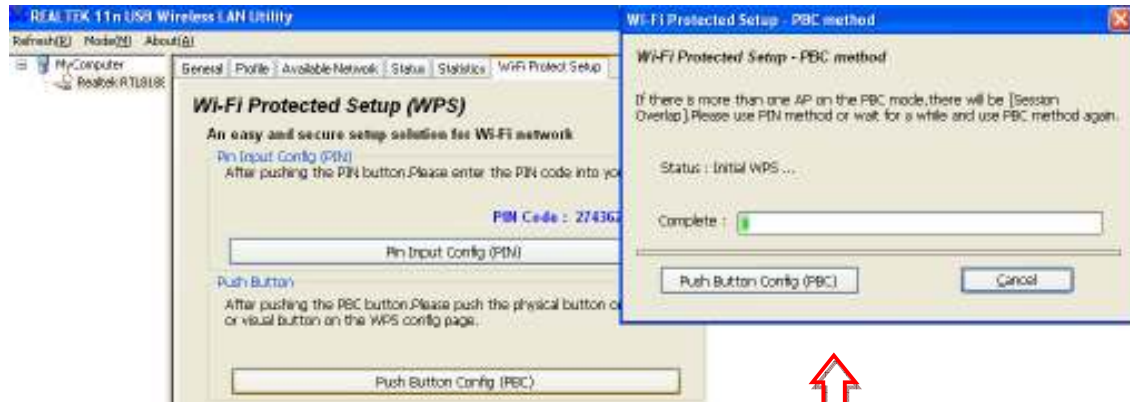 REALTEK 11n USB Wireless LAN Utility
Refresh(R) Mode(M) About(A)
MyComputer
Realtek RTL8188
General Profile Available Network Status Statistics Wi-Fi Protect Setup
Wi-Fi Protected Setup (WPS)
An easy and secure setup solution for Wi-Fi network
Pin Input Config (PIN)
After pushing the PIN button.Please enter the PIN code into
PIN Code : 274362
Pin Input Config (PIN)
Push Button
After pushing the PBC button.Please push the physical button
or visual button on the WPS config page.
Push Button Config (PBC)
Wi-Fi Protected Setup - PBC method
Wi-Fi Protected Setup - PBC method
If there is more than one AP on the PBC mode,there will be [Session
Overlap].Please use PIN method or wait for a while and use PBC method again.
Status : Initial WPS ...
Complete :
Push Button Config (PBC) Cancel